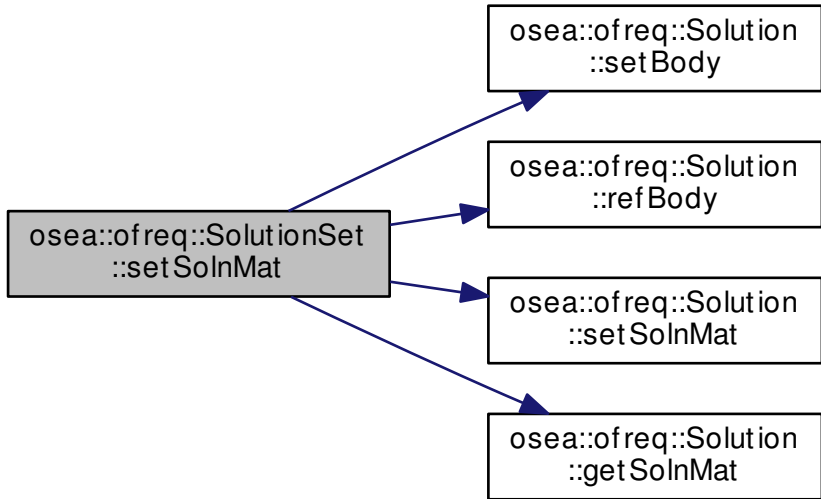 osea::ofreq::Solution
::setBody
osea::ofreq::Solution
::refBody
osea::ofreq::SolutionSet
::setSolnMat
osea::ofreq::Solution
::setSolnMat
osea::ofreq::Solution
::getSolnMat